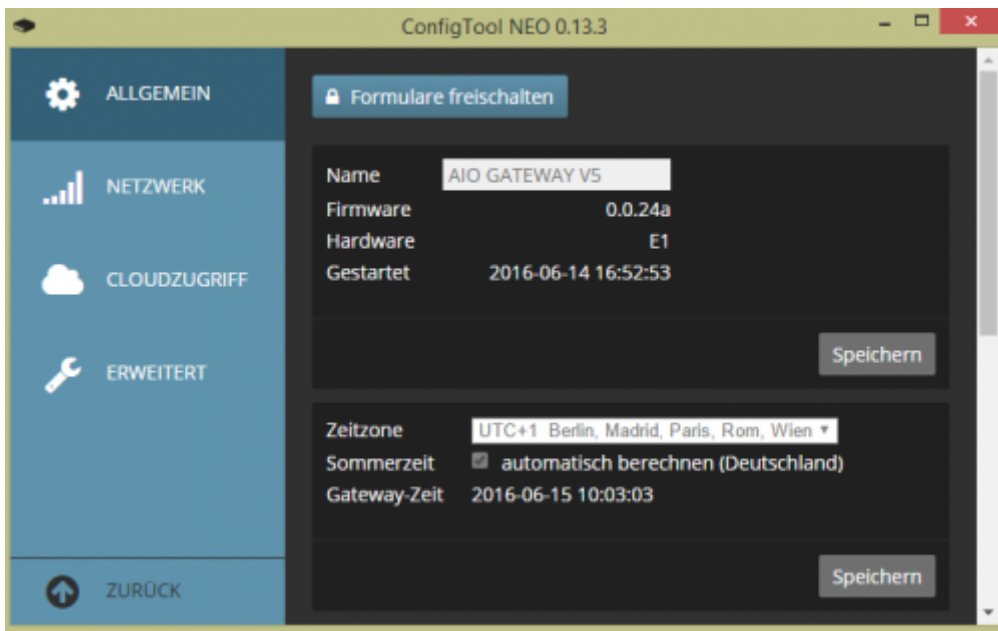 ConfigTool NEO 0.13.3
ALLGEMEIN
NETZWERK
CLOUDZUGRIFF
ERWEITERT
ZURÜCK
Formulare freischalten
Name AIO GATEWAY V5
Firmware 0.0.24a
Hardware E1
Gestartet 2016-06-14 16:52:53
Speichern
Zeitzone UTC+1 Berlin, Madrid, Paris, Rom, Wien
Sommerzeit automatisch berechnen (Deutschland)
Gateway-Zeit 2016-06-15 10:03:03
Speichern